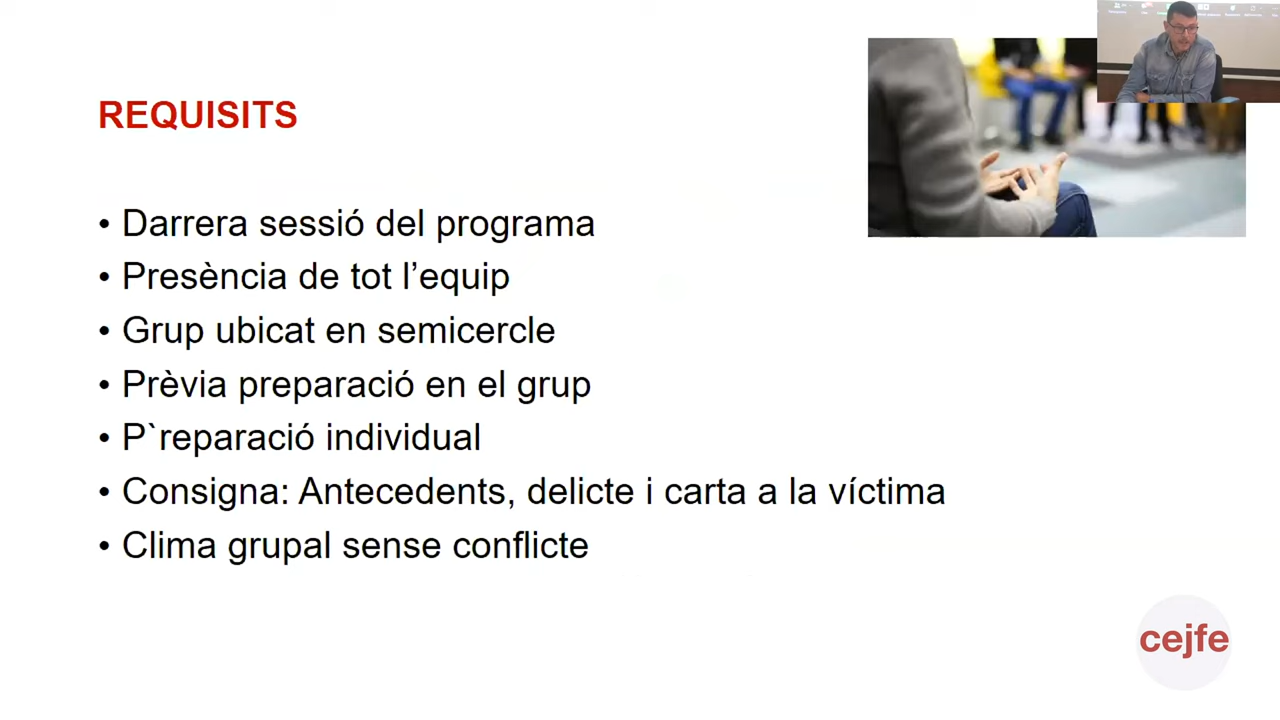 REQUISITS
• Darrera sessió del programa
• Presència de tot l’equip
• Grup ubicat en semicercle
• Prèvia preparació en el grup
• P`reparació individual
• Consigna: Antecedents, delicte i carta a la víctima
• Clima grupal sense conflicte
cejfe